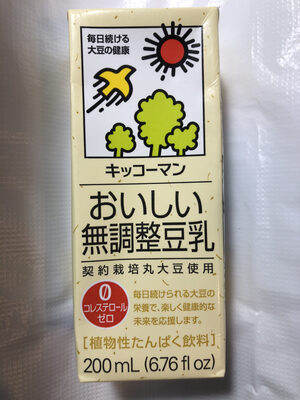 毎日続ける
大豆の健康
キッコーマン
おいしい
無調整豆乳
契約栽培丸大豆使用
0
コレステロール
ゼロ
毎日続けられる大豆の
栄養で、楽しく健康的な
未来を応援します。
[植物性たんぱく飲料]
200mL (6.76 fl oz)